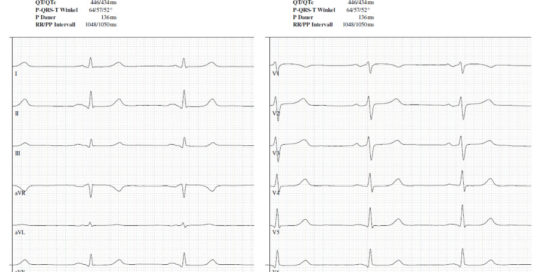 QT/QTc 446/434ms
P-QRS-T Winkel 64/57/52°
P Dauer 136ms
RR/PP Intervall 1048/1050ms
QT/QTc 446/434ms
P-QRS-T Winkel 64/57/52°
P Dauer 136ms
RR/PP Intervall 1048/1050ms
I
II
III
aVR
aVL
V1
V2
V3
V4
V5